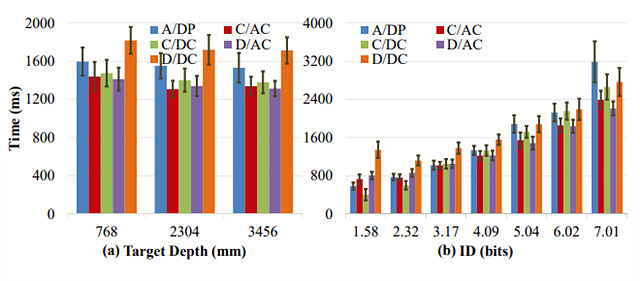 2000
1600
1200
800
400
0
Time (ms)
A/DP C/AC
C/DC D/AC
D/DC
768 2304 3456
(a) Target Depth (mm)
4000
3200
2400
1600
800
0
A/DP C/AC
C/DC D/AC
D/DC
1.58 2.32 3.17 4.09 5.04 6.02 7.01
(b) ID (bits)